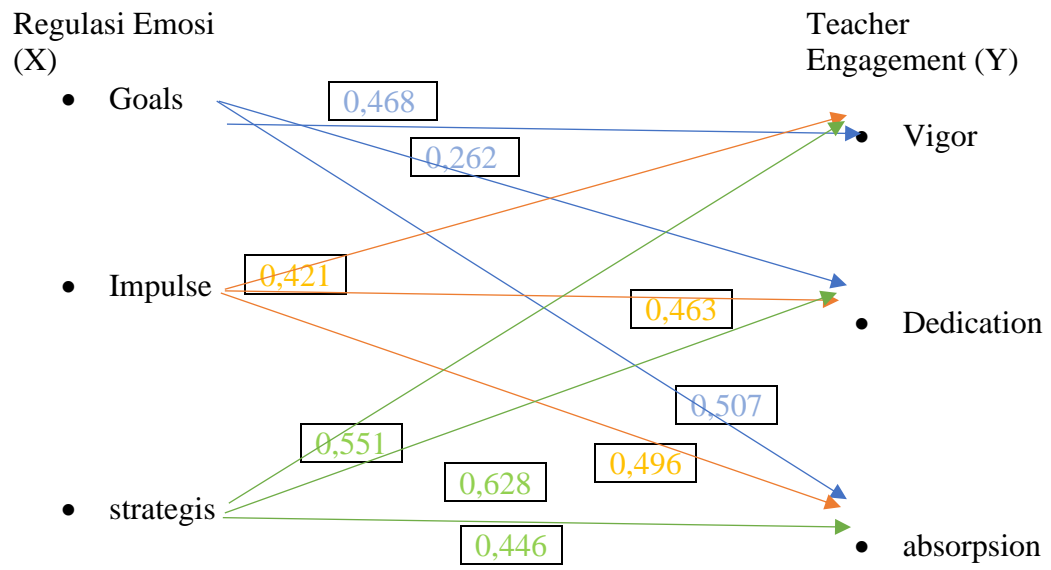 Regulasi Emosi
(X)
Teacher
Engagement (Y)
• Goals
0,468
• Vigor
0,262
• Impulse
0,421
0,463
• Dedication
0,507
0,551
0,496
0,628
• strategis
0,446
• absorpsion